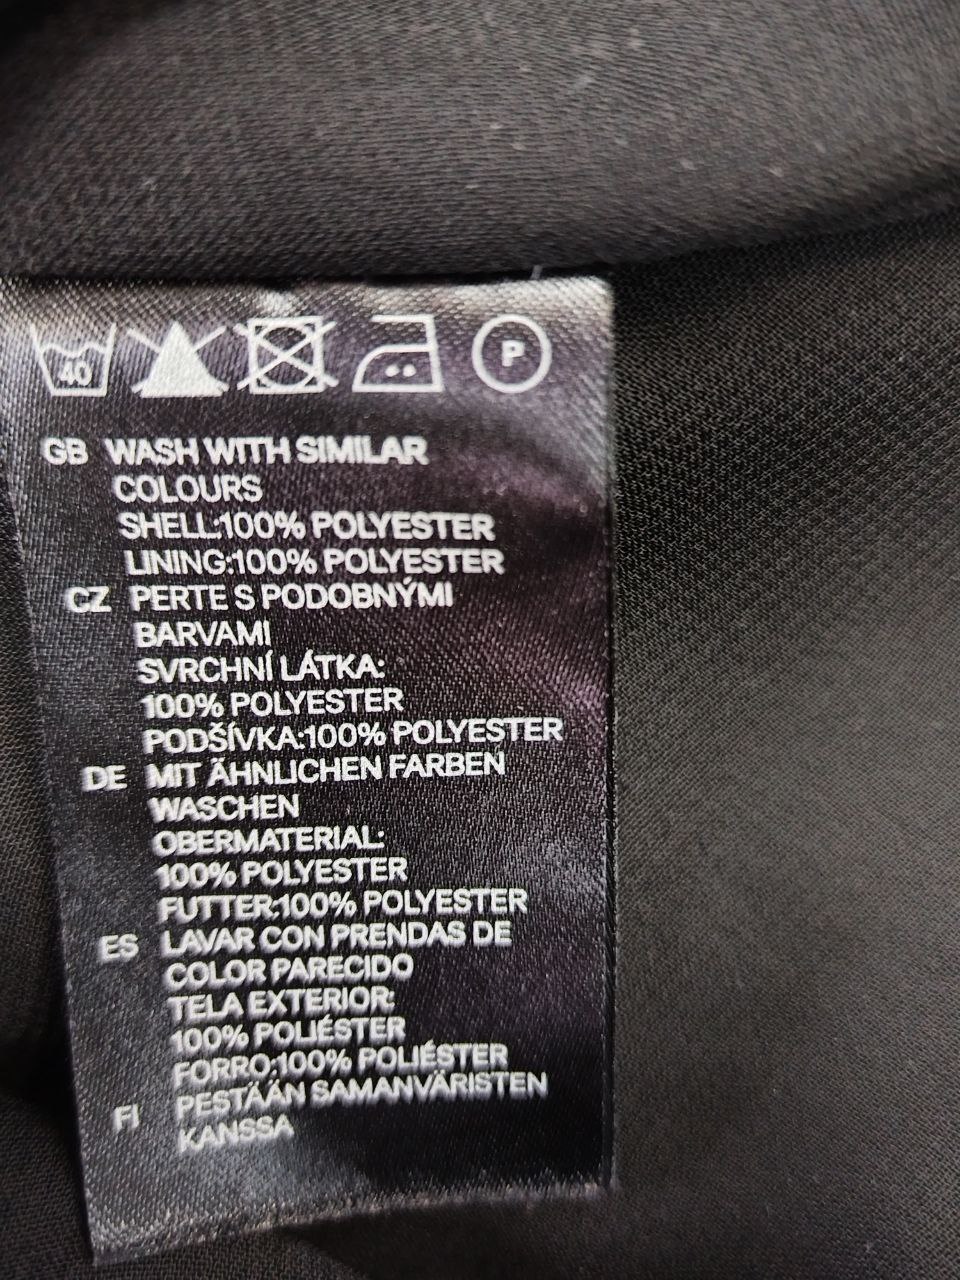 40 P
GB WASH WITH SIMILAR
COLOURS
SHELL:100% POLYESTER
LINING:100% POLYESTER
CZ PERTE S PODOBNÝMI
BARVAMI
SVRCHNÍ LÁTKA:
100% POLYESTER
PODŠÍVKA:100% POLYESTER
DE MIT ÄHNLICHEN FARBEN
WASCHEN
OBERMATERIAL:
100% POLYESTER
FUTTER:100% POLYESTER
ES LAVAR CON PRENDAS DE
COLOR PARECIDO
TELA EXTERIOR:
100% POLIÉSTER
FORRO:100% POLIÉSTER
FI PESTÄÄN SAMANVÄRISTEN
KANSSA